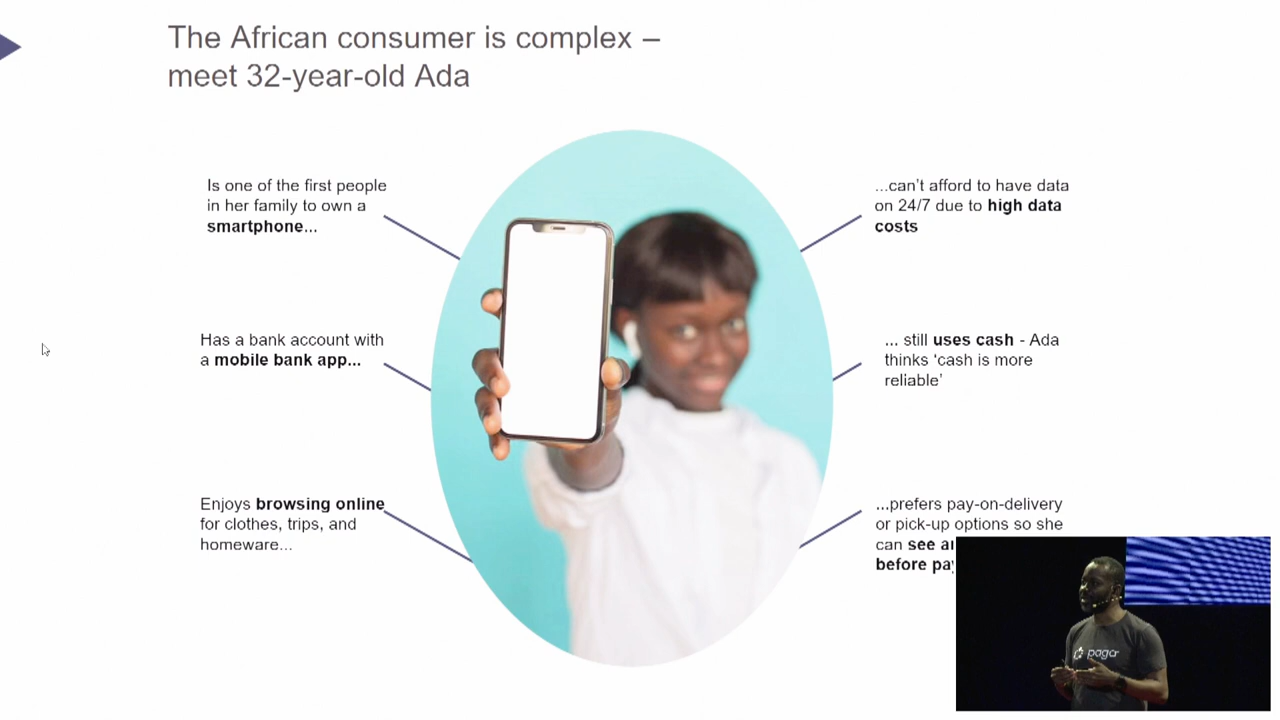 The African consumer is complex –
meet 32-year-old Ada
Is one of the first people
in her family to own a
smartphone...
...can’t afford to have data
on 24/7 due to high data
costs
Has a bank account with
a mobile bank app...
... still uses cash - Ada
thinks ‘cash is more
reliable’
Enjoys browsing online
for clothes, trips, and
homeware...
...prefers pay-on-delivery
or pick-up options so she
can see
before
paga